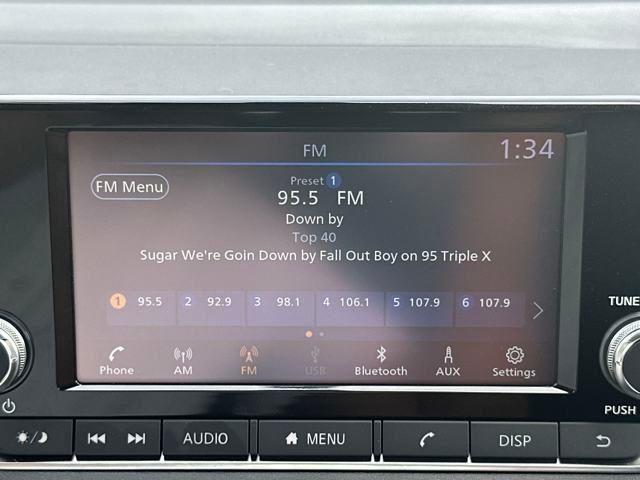 FM
1:34
FM Menu
Preset 1
95.5 FM
Down by
Top 40
Sugar We're Goin Down by Fall Out Boy on 95 Triple X
1 95.5 2 92.9 3 98.1 4 106.1 5 107.9 6 107.9
Phone AM FM USB Bluetooth AUX Settings
TUNE
PUSH
AUDIO MENU DISP